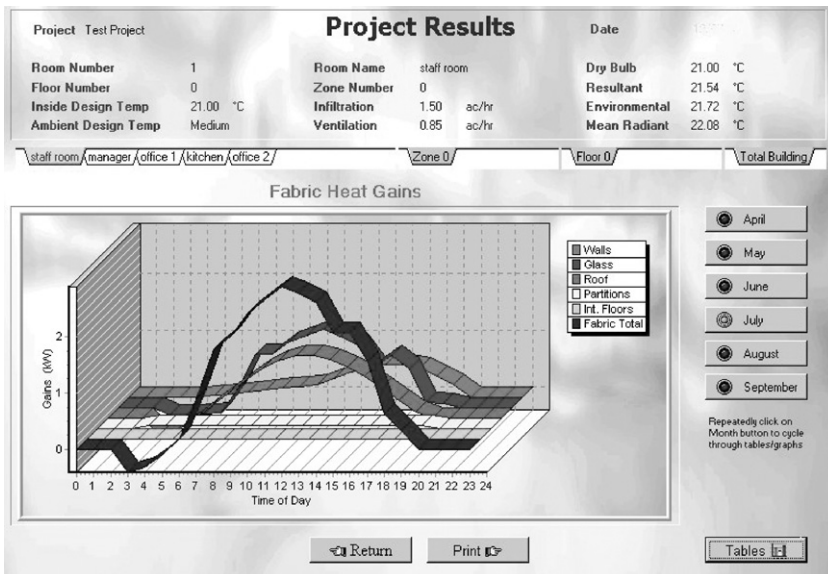 Project Results
Project Test Project
Date
Room Number 1
Room Name staff room
Dry Bulb 21.00 °C
Floor Number 0
Zone Number 0
Resultant 21.54 °C
Inside Design Temp 21.00 °C
Infiltration 1.50 ac/hr
Environmental 21.72 °C
Ambient Design Temp Medium
Ventilation 0.85 ac/hr
Mean Radiant 22.08 °C
staff room manager office 1 kitchen office 2
Zone 0
Floor 0
Total Building
Fabric Heat Gains
Gains (kW)
2
1
0
0 1 2 3 4 5 6 7 8 9 10 11 12 13 14 15 16 17 18 19 20 21 22 23 24
Time of Day
Walls
Glass
Roof
Partitions
Int. Floors
Fabric Total
April
May
June
July
August
September
Repeatedly click on
Month button to cycle
through tables/graphs
Return
Print
Tables